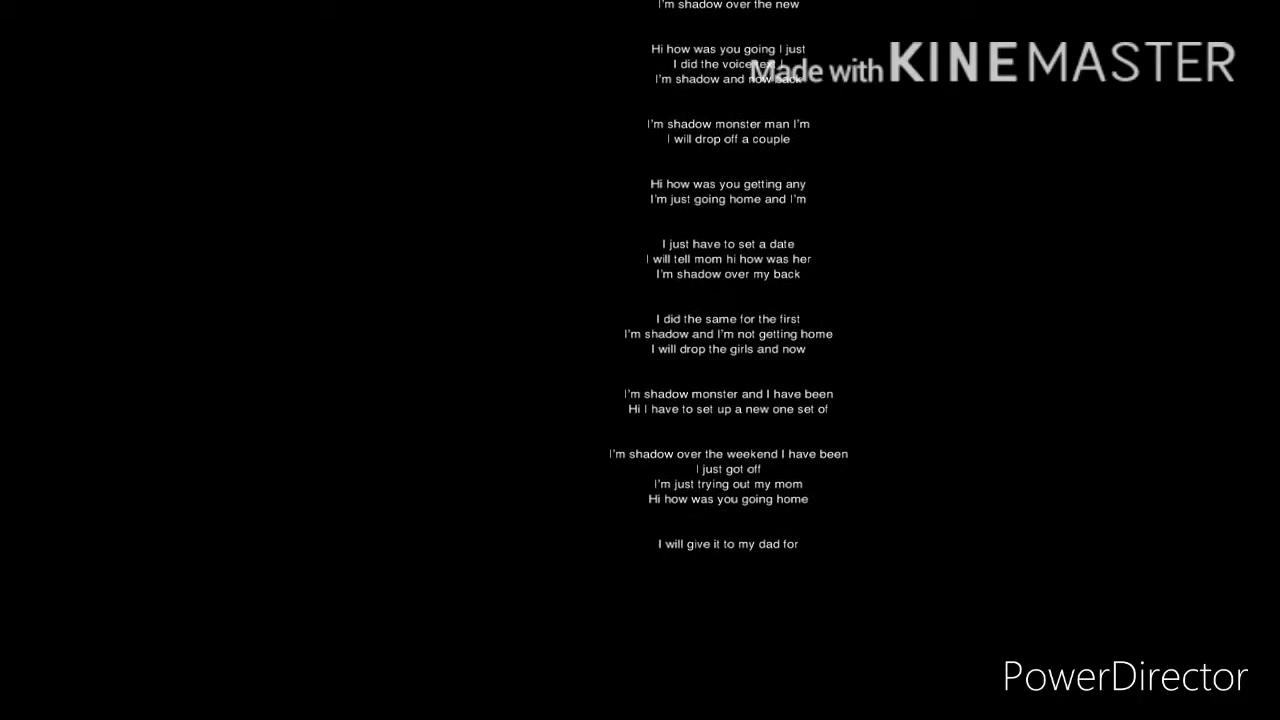 I'm shadow over the new
Hi how was you going I just
I did the voice text I
I'm shadow and now back
Made with KINEMASTER
I'm shadow monster man I'm
I will drop off a couple
Hi how was you getting any
I'm just going home and I'm
I just have to set a date
I will tell mom hi how was her
I'm shadow over my back
I did the same for the first
I'm shadow and I'm not getting home
I will drop the girls and now
I'm shadow monster and I have been
Hi I have to set up a new one set of
I'm shadow over the weekend I have been
I just got off
I'm just trying out my mom
Hi how was you going home
I will give it to my dad for
PowerDirector